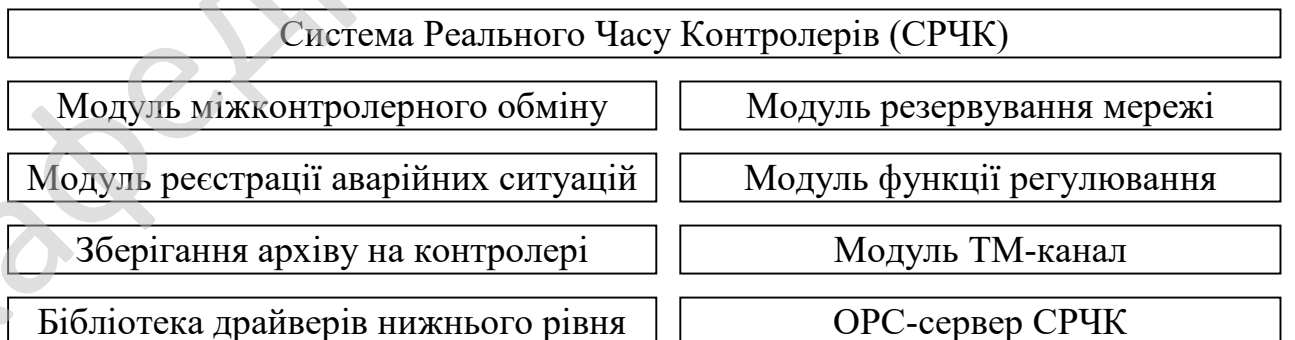 Система Реального Часу Контролерів (СРЧК)
Модуль міжконтролерного обміну
Модуль резервування мережі
Модуль реєстрації аварійних ситуацій
Модуль функції регулювання
Зберігання архіву на контролері
Модуль ТМ-канал
Бібліотека драйверів нижнього рівня
OPC-сервер СРЧК